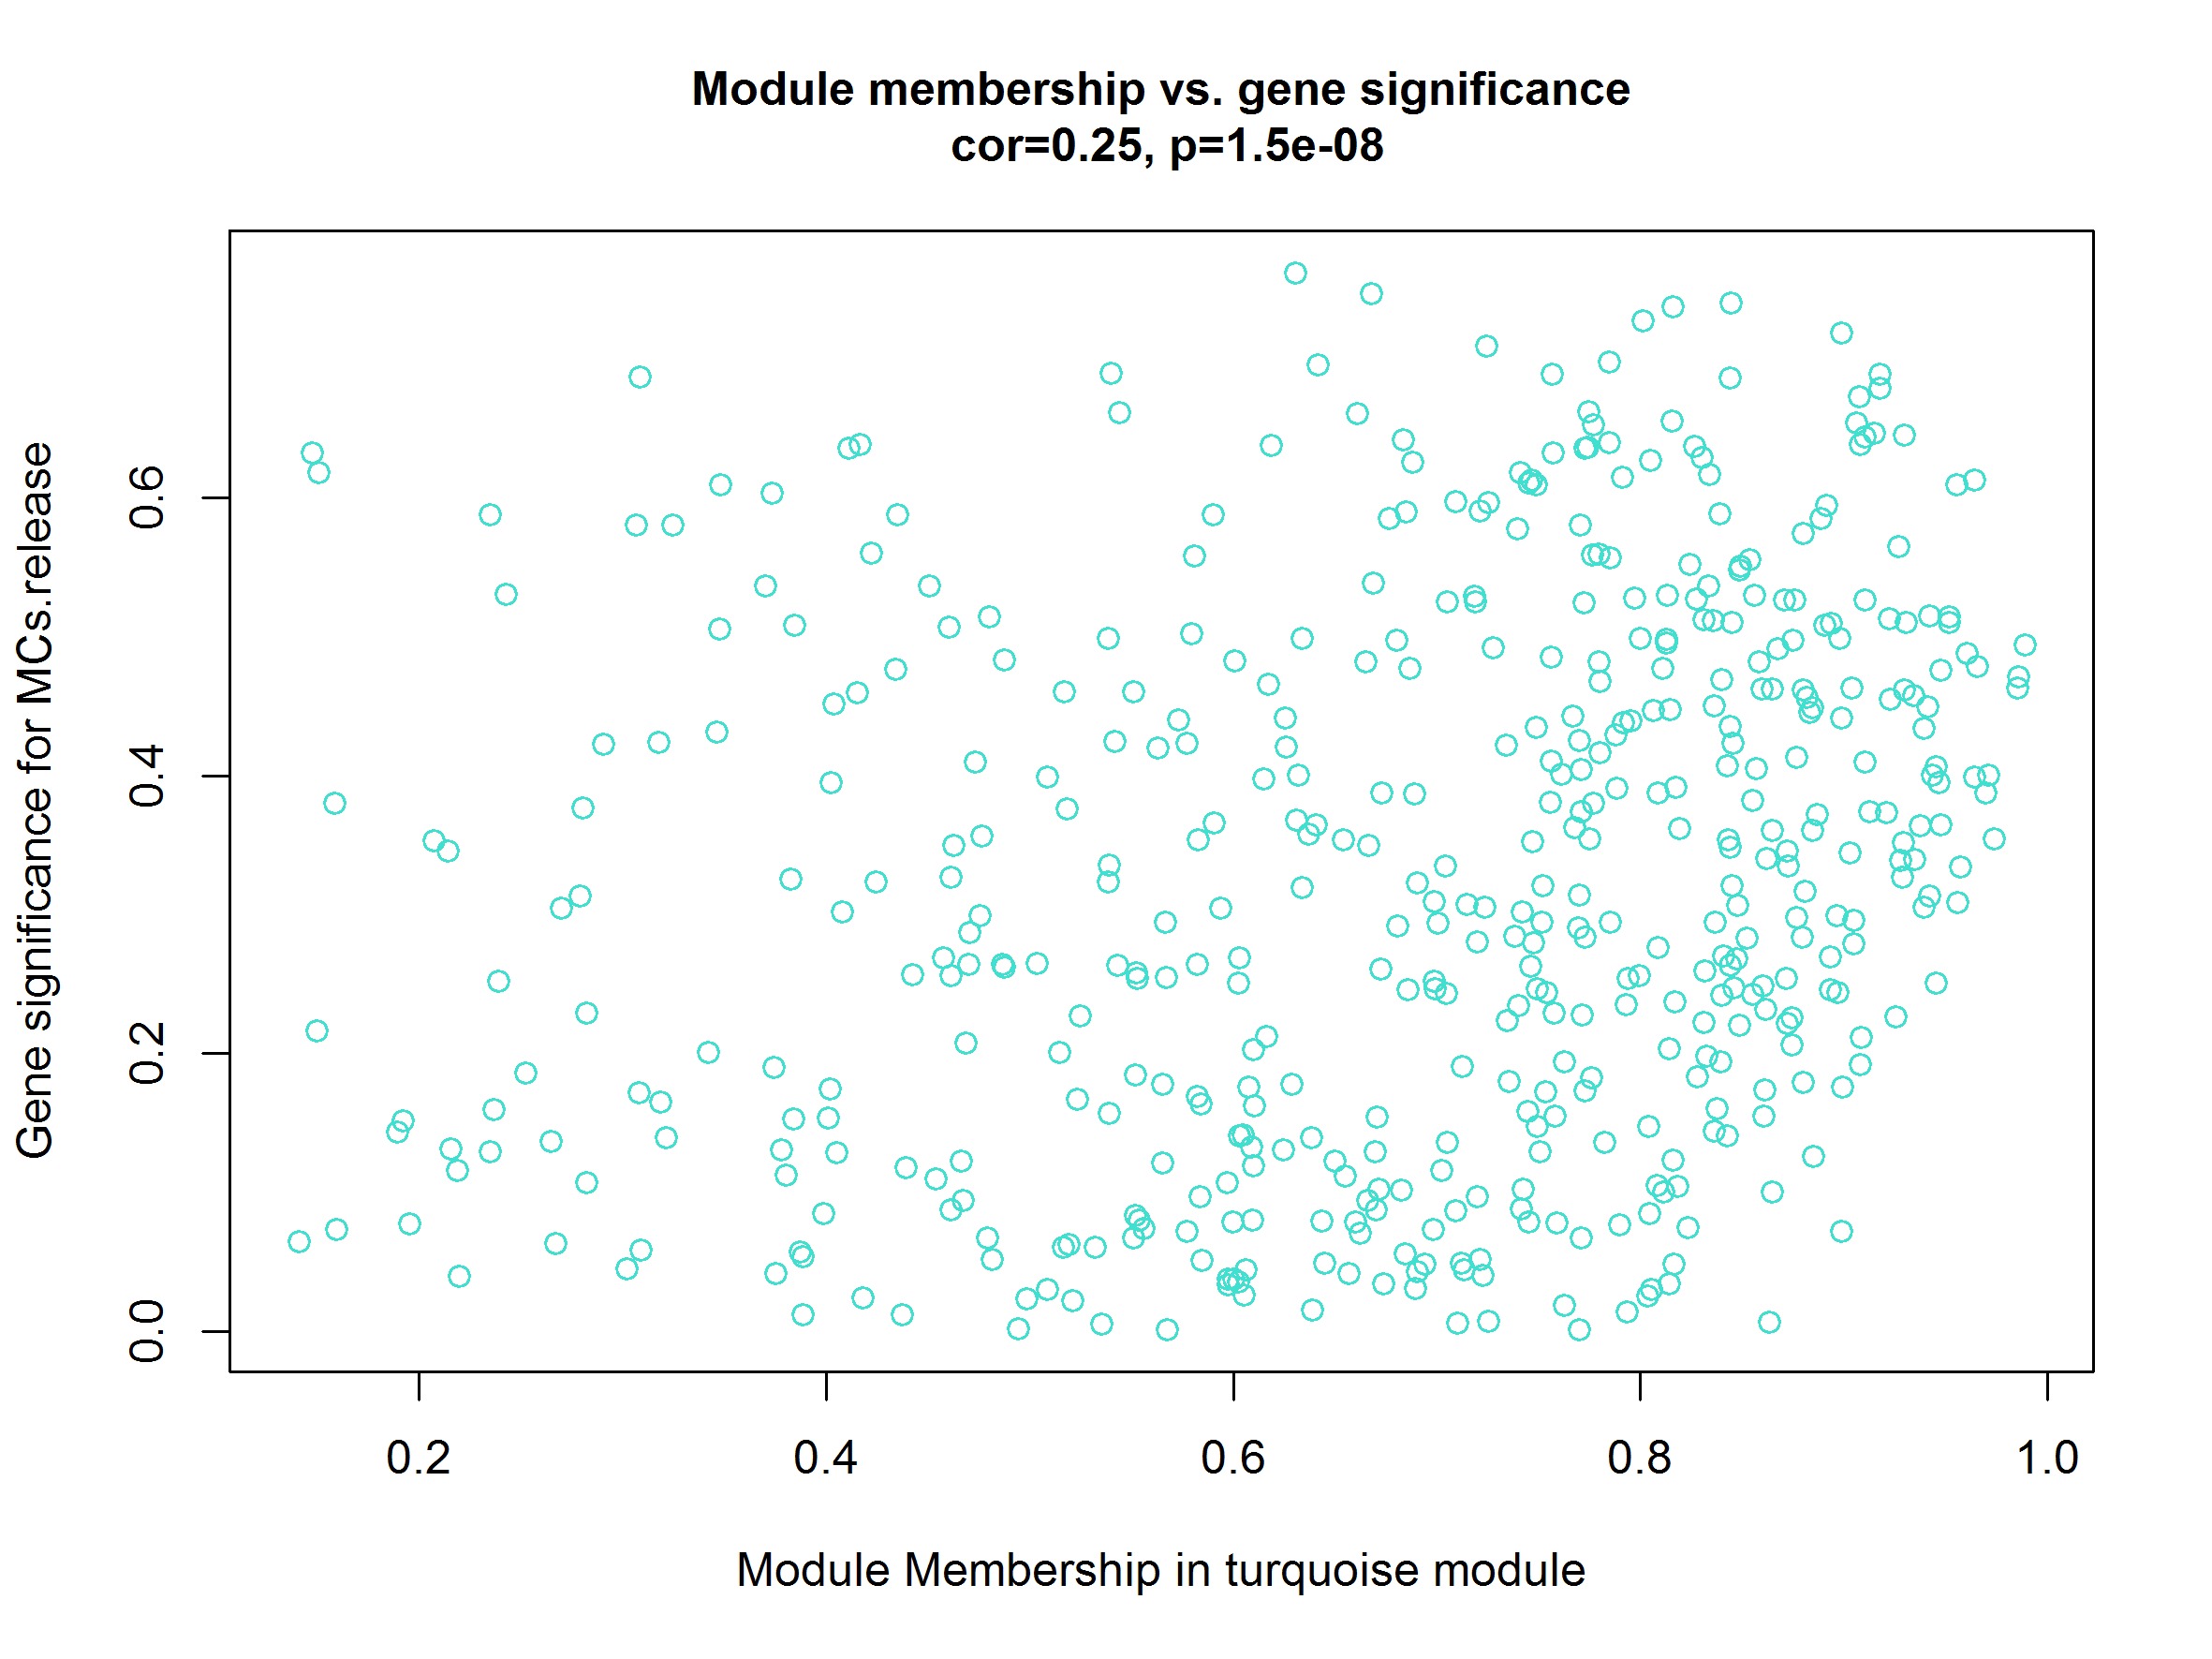 Module membership vs. gene significance
cor=0.25, p=1.5e-08
Gene significance for MCs.release
0.6
0.4
0.2
0.0
0.2 0.4 0.6 0.8 1.0
Module Membership in turquoise module